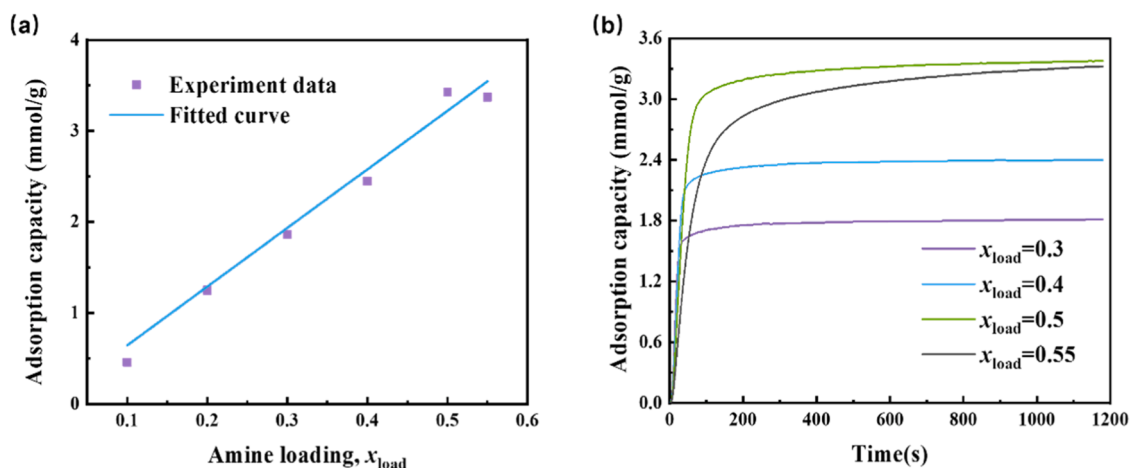 (a)
4
3
2
1
0
Adsorption capacity (mmol/g)
Experiment data
Fitted curve
0.1 0.2 0.3 0.4 0.5 0.6
Amine loading, xload
(b)
3.6
3.0
2.4
1.8
1.2
0.6
0.0
Adsorption capacity (mmol/g)
xload=0.3
xload=0.4
xload=0.5
xload=0.55
0 200 400 600 800 1000 1200
Time(s)